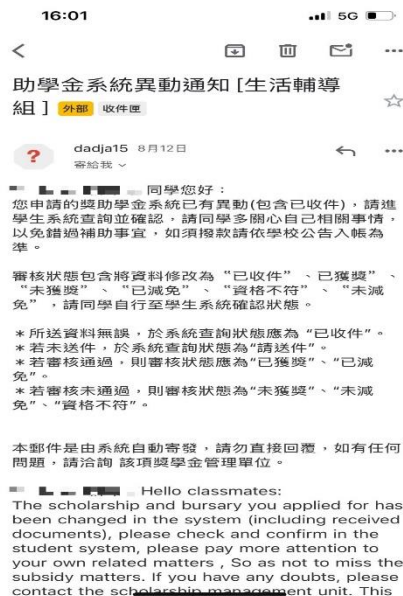 16:01
5G
助學金系統異動通知 [生活輔導
組 ] 外部 收件匣
?
dadja15 8月12日
寄給我
同學您好：
您申請的獎助學金系統已有異動(包含已收件)，請進
學生系統查詢並確認，請同學多關心自己相關事情，
以免錯過補助事宜，如須撥款請依學校公告入帳為
準。
審核狀態包含將資料修改為 “已收件” 、已獲獎” 、
“未獲獎” 、 “已減免” 、 “資格不符” 、 “未減
免” ，請同學自行至學生系統確認狀態。
＊所送資料無誤，於系統查詢狀態應為 “已收件”。
＊若未送件，於系統查詢狀態為“請送件”。
＊若審核通過，則審核狀態應為“已獲獎”、“已減
免”。
＊若審核未通過，則審核狀態為“未獲獎”、“未減
免”、“資格不符”。
本郵件是由系統自動寄發，請勿直接回覆，如有任何
問題，請洽詢 該項獎學金管理單位。
Hello classmates:
The scholarship and bursary you applied for has
been changed in the system (including received
documents), please check and confirm in the
student system, please pay more attention to
your own related matters , So as not to miss the
subsidy matters. If you have any doubts, please
contact the scholarship management unit. This